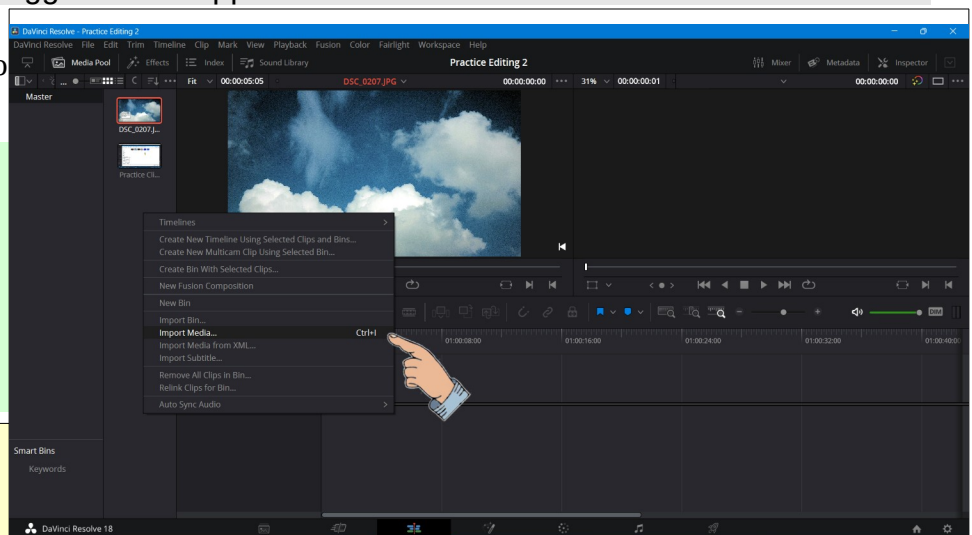 DaVinci Resolve - Practice Editing 2
DaVinci Resolve File Edit Trim Timeline Clip Mark View Playback Fusion Color Fairlight Workspace Help
Media Pool Effects Index Sound Library Practice Editing 2 Mixer Metadata Inspector
Fit 00:00:05:05 DSC_0207.JPG 00:00:00:00 31% 00:00:00:01 00:00:00:00
Master
DSC_0207.J...
Practice Cli...
Timelines
Create New Timeline Using Selected Clips and Bins...
Create New Multicam Clip Using Selected Bin...
Create Bin With Selected Clips...
New Fusion Composition
New Bin
Import Bin...
Import Media... Ctrl+I
Import Media from XML...
Import Subtitle...
Remove All Clips in Bin...
Relink Clips for Bin...
Auto Sync Audio
DIM
01:00:08:00 01:00:16:00 01:00:24:00 01:00:32:00 01:00:40:00
Smart Bins
Keywords
DaVinci Resolve 18